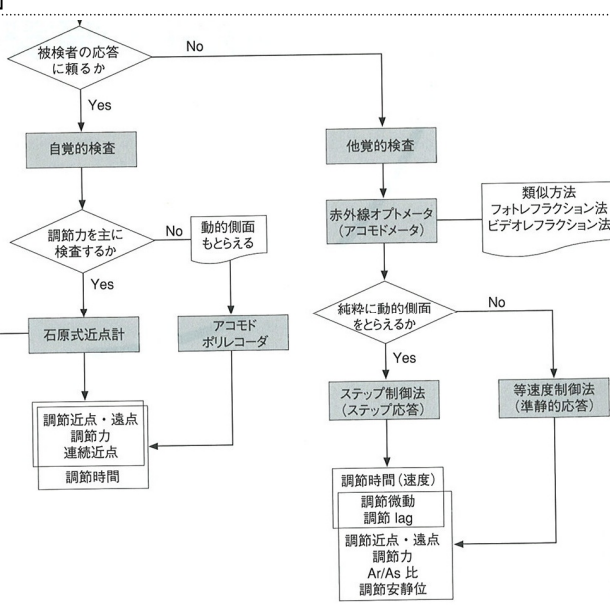 被検者の応答
に頼るか
No
Yes
自覚的検査
他覚的検査
調節力を主に
検査するか
No
動的側面
もとらえる
Yes
赤外線オプトメータ
(アコモドメータ)
類似方法
フォトレフラクション法
ビデオレフラクション法
石原式近点計
アコモド
ポリレコーダ
純粋に動的側面
をとらえるか
No
Yes
ステップ制御法
(ステップ応答)
等速度制御法
(準静的応答)
調節近点・遠点
調節力
連続近点
調節時間
調節時間(速度)
調節微動
調節 lag
調節近点・遠点
調節力
Ar/As 比
調節安静位